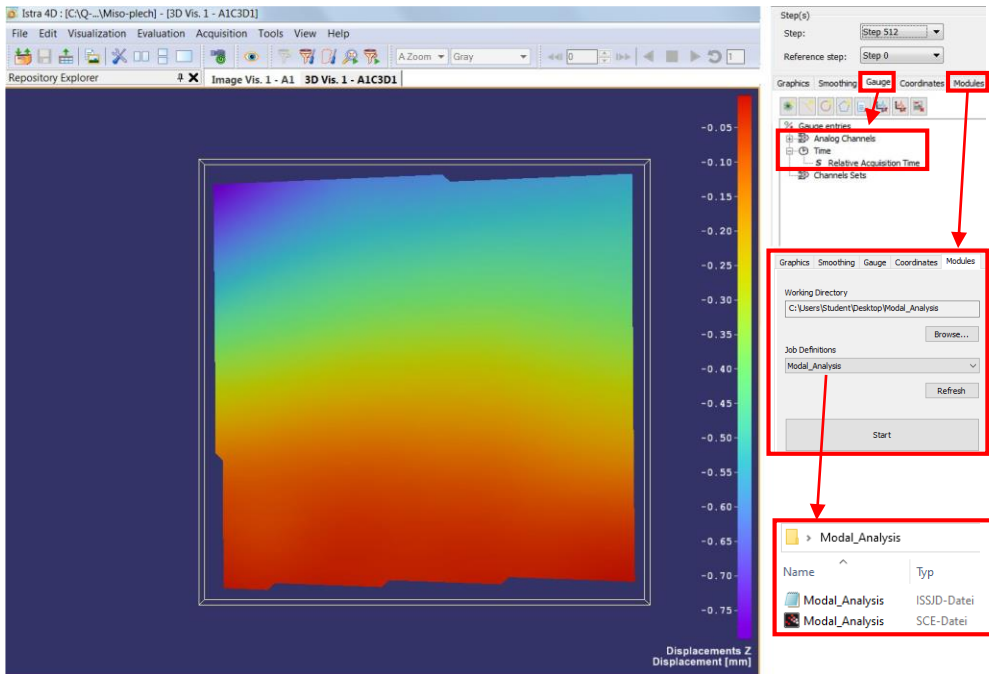 Istra 4D : [C:\Q-...\Miso-plech] - [3D Vis. 1 - A1C3D1]
File Edit Visualization Evaluation Acquisition Tools View Help
A Zoom Gray 0 1
Repository Explorer Image Vis. 1 - A1 3D Vis. 1 - A1C3D1
-0.05
-0.10
-0.15
-0.20
-0.25
-0.30
-0.35
-0.40
-0.45
-0.50
-0.55
-0.60
-0.65
-0.70
-0.75
Displacements Z
Displacement [mm]
Step(s)
Step: Step 512
Reference step: Step 0
Graphics Smoothing Gauge Coordinates Modules
Gauge entries
Analog Channels
Time
S Relative Acquisition Time
Channels Sets
Graphics Smoothing Gauge Coordinates Modules
Working Directory
C:\Users\Student\Desktop\Modal_Analysis
Browse...
Job Definitions
Modal_Analysis
Refresh
Start
> Modal_Analysis
Name Typ
Modal_Analysis ISSJD-Datei
Modal_Analysis SCE-Datei